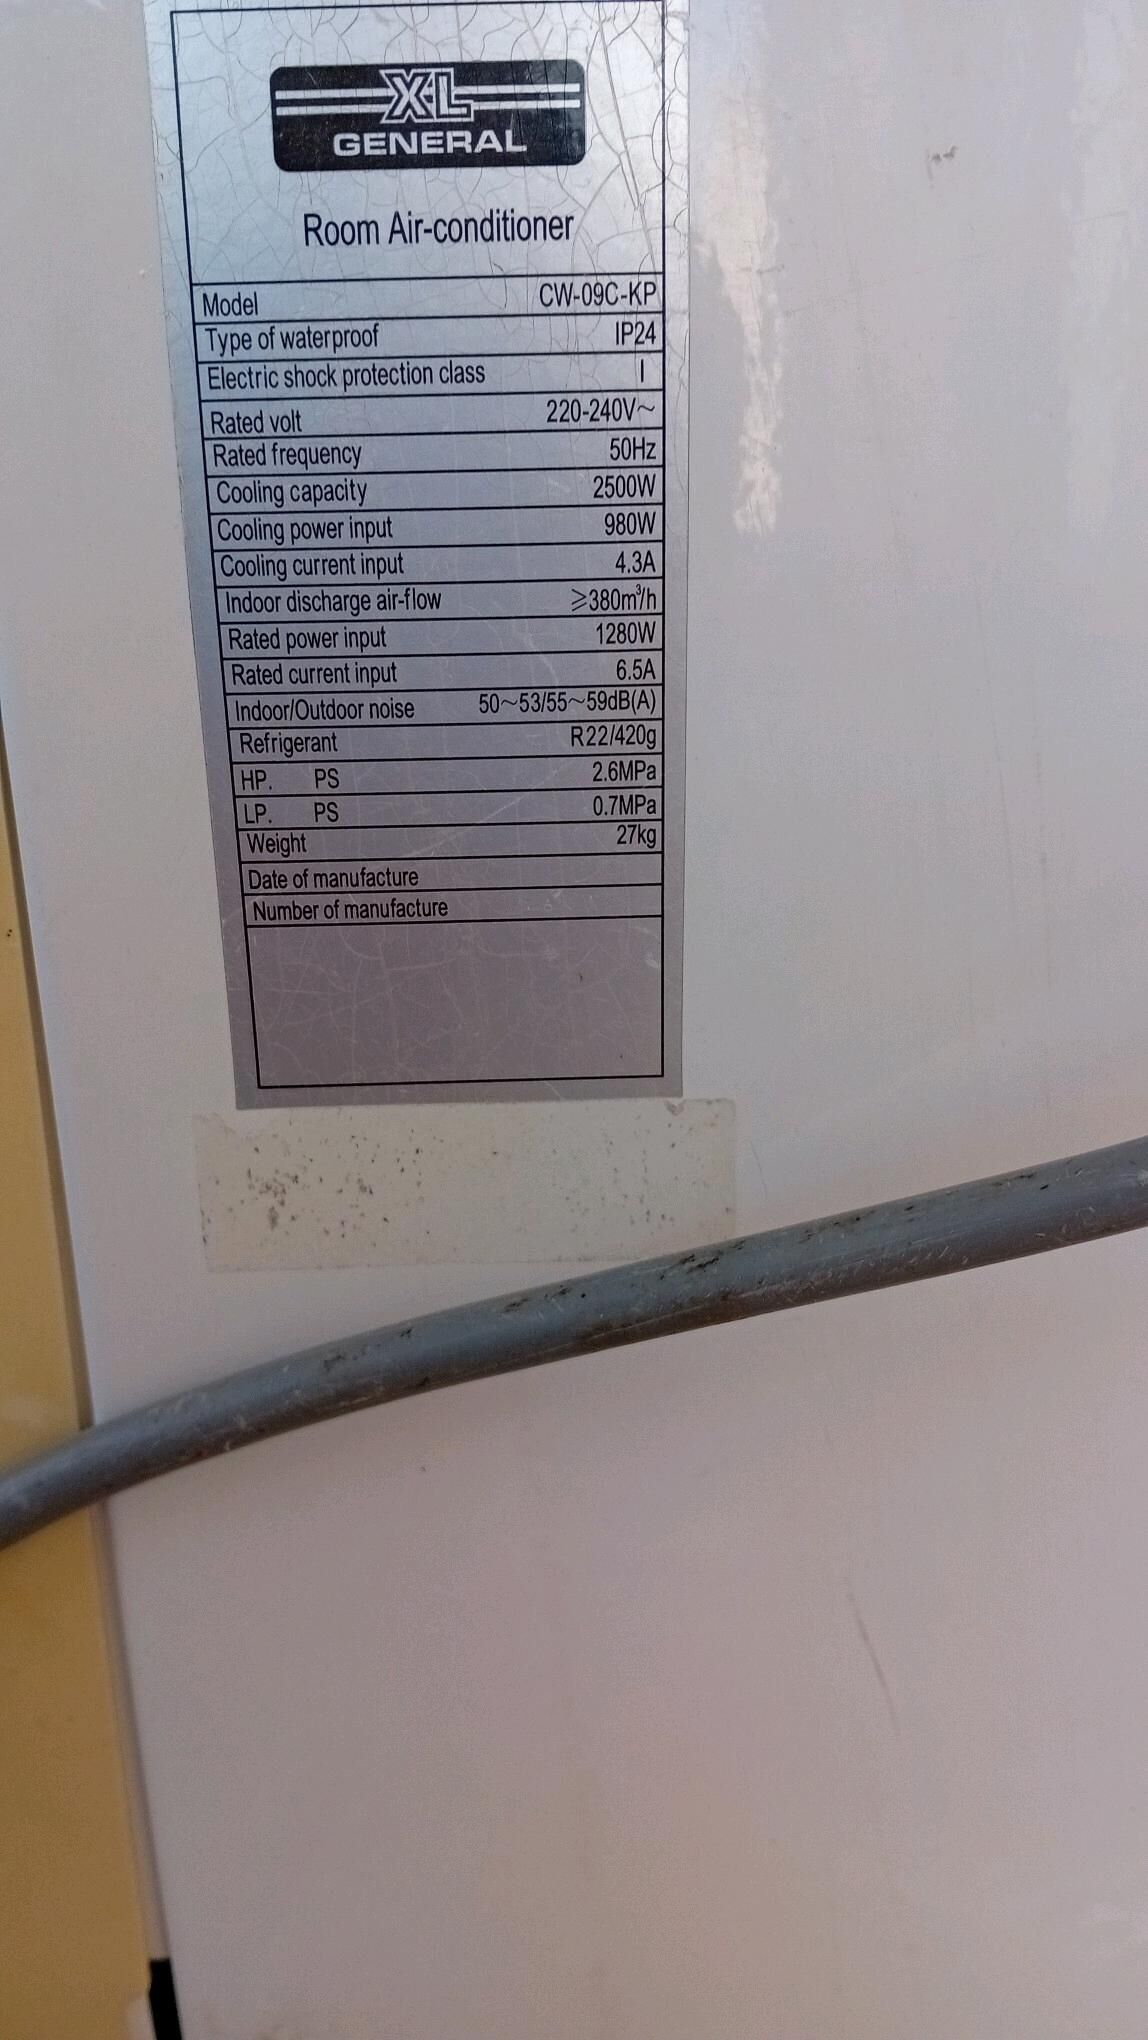 XL
GENERAL
Room Air-conditioner
Model CW-09C-KP
Type of waterproof IP24
Electric shock protection class I
Rated volt 220-240V~
Rated frequency 50Hz
Cooling capacity 2500W
Cooling power input 980W
Cooling current input 4.3A
Indoor discharge air-flow ≥380m³/h
Rated power input 1280W
Rated current input 6.5A
Indoor/Outdoor noise 50~53/55~59dB(A)
Refrigerant R22/420g
HP. PS 2.6MPa
LP. PS 0.7MPa
Weight 27kg
Date of manufacture
Number of manufacture